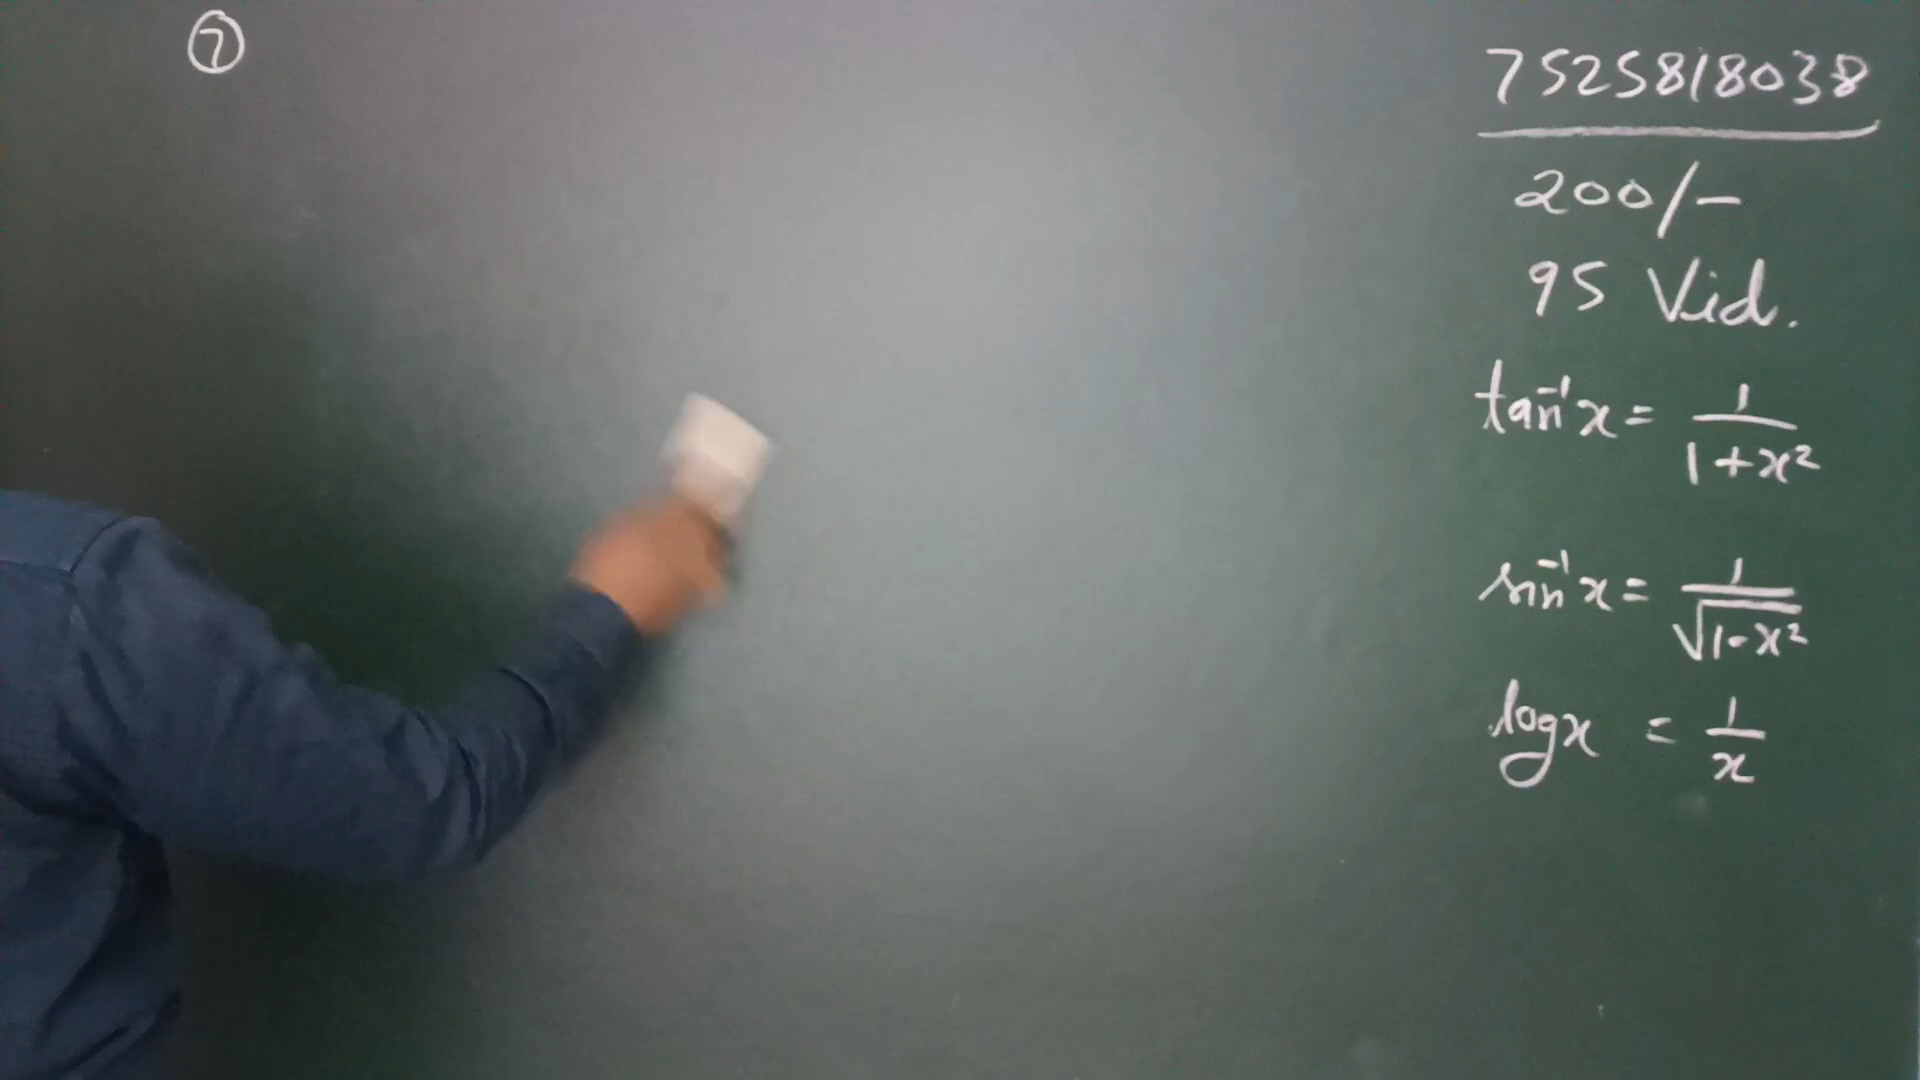 ⑦
7525818038
200/-
95 Vid.
tan⁻¹x = 1/(1+x²)
sin⁻¹x = 1/√(1-x²)
logx = 1/x